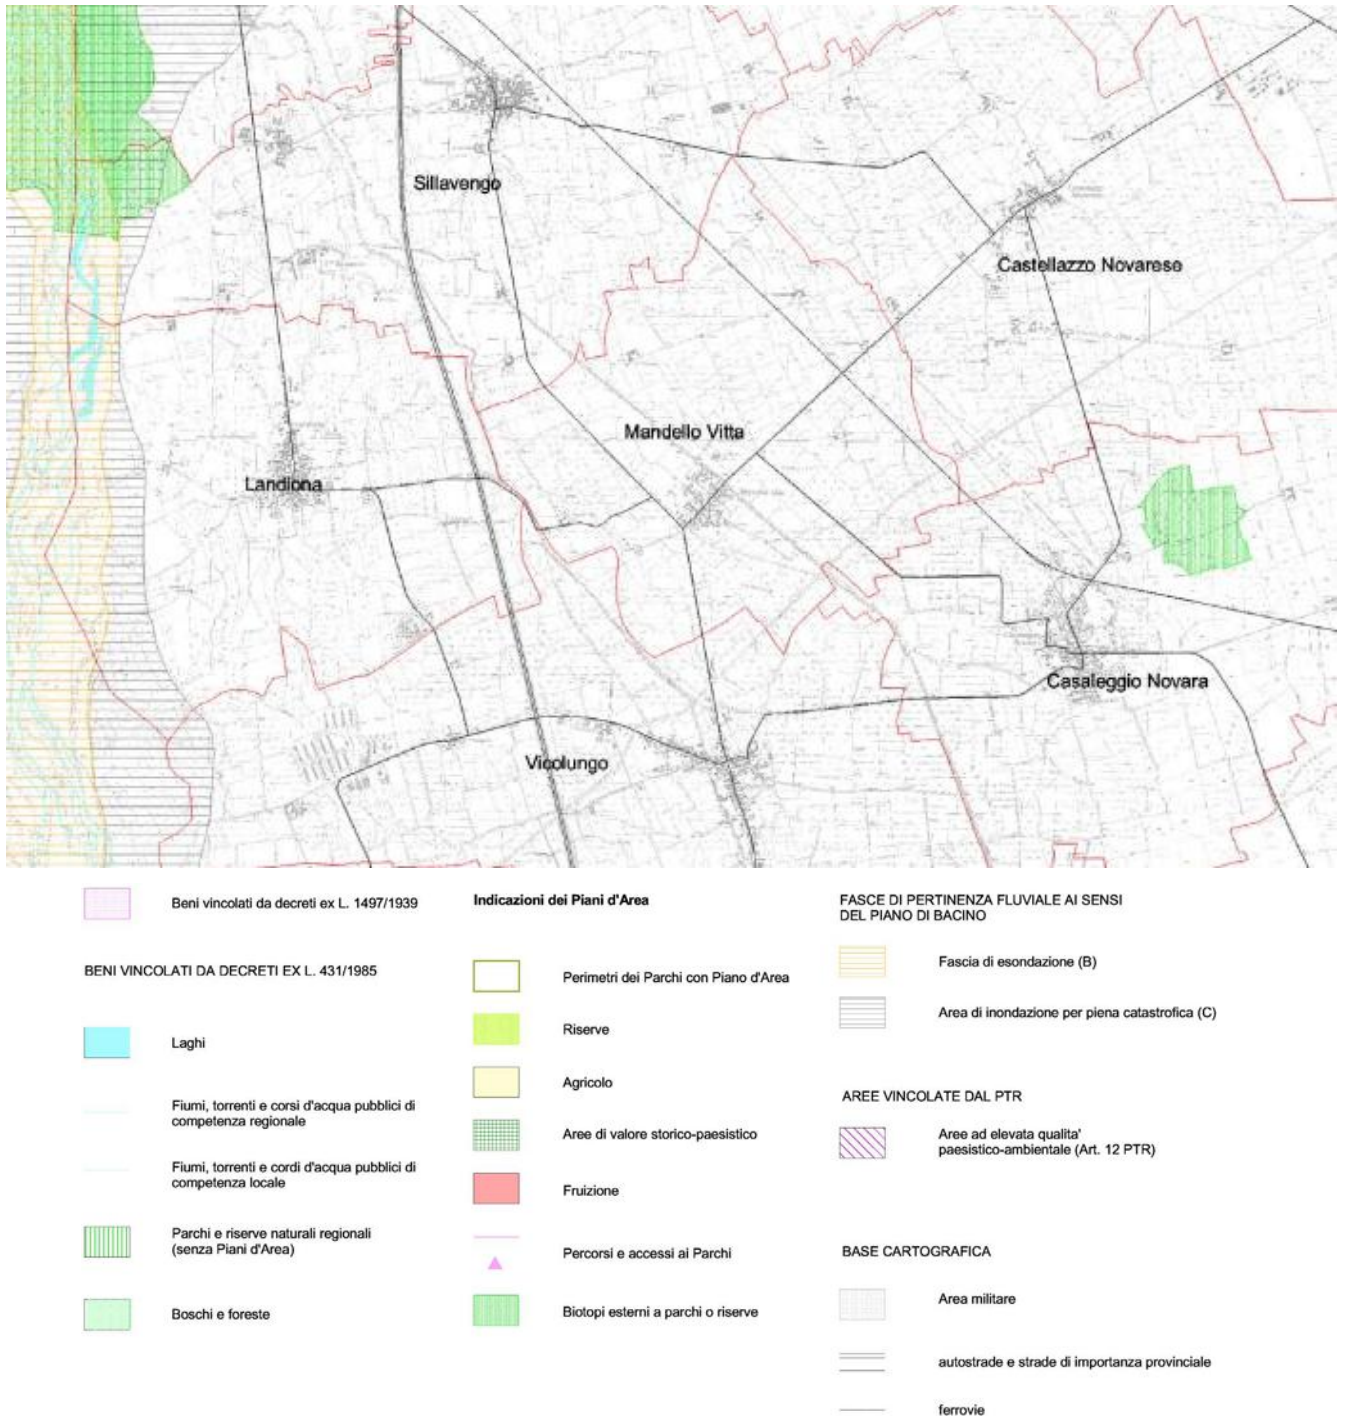 Sillavengo
Castellazzo Novarese
Mandello Vitta
Landiona
Casaleggio Novara
Vicolungo
Beni vincolati da decreti ex L. 1497/1939
BENI VINCOLATI DA DECRETI EX L. 431/1985
Laghi
Fiumi, torrenti e corsi d'acqua pubblici di
competenza regionale
Fiumi, torrenti e cordi d'acqua pubblici di
competenza locale
Parchi e riserve naturali regionali
(senza Piani d'Area)
Boschi e foreste
Indicazioni dei Piani d'Area
Perimetri dei Parchi con Piano d'Area
Riserve
Agricolo
Aree di valore storico-paesistico
Fruizione
Percorsi e accessi ai Parchi
Biotopi esterni a parchi o riserve
FASCE DI PERTINENZA FLUVIALE AI SENSI
DEL PIANO DI BACINO
Fascia di esondazione (B)
Area di inondazione per piena catastrofica (C)
AREE VINCOLATE DAL PTR
Aree ad elevata qualita'
paesistico-ambientale (Art. 12 PTR)
BASE CARTOGRAFICA
Area militare
autostrade e strade di importanza provinciale
ferrovie